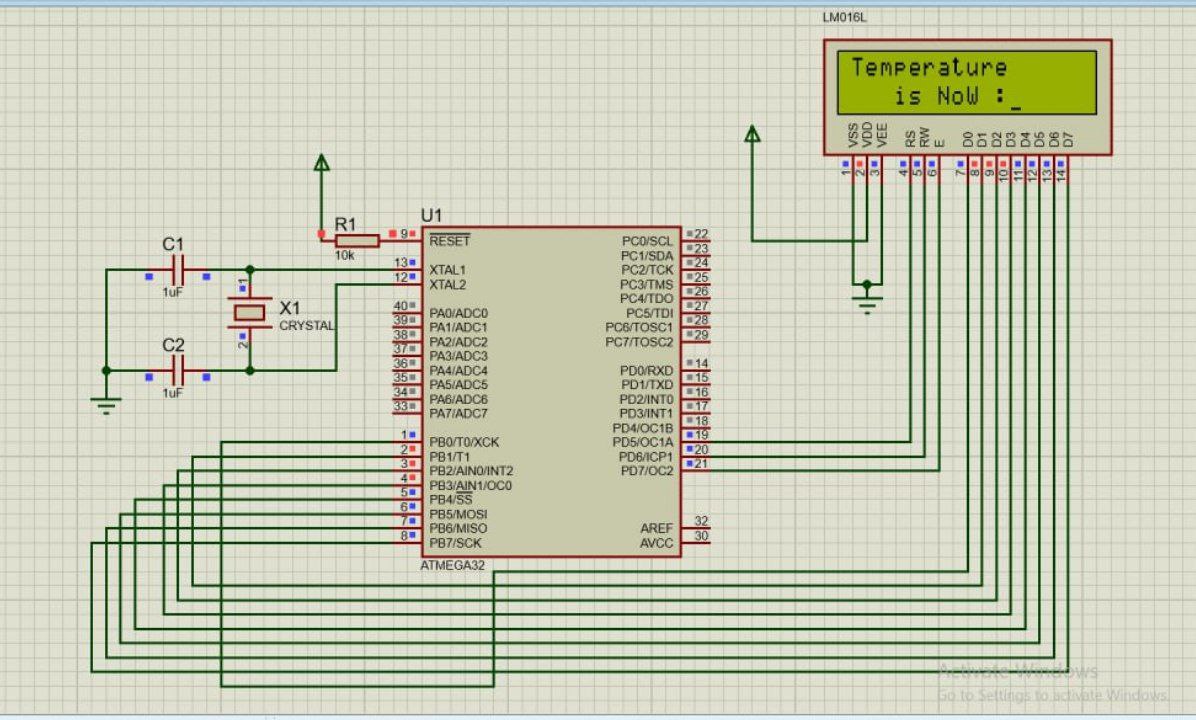 LM016L
Temperature
is NoW :_
VSS
VDD
VEE
RS
RW
E
D0
D1
D2
D3
D4
D5
D6
D7
1
2
3
4
5
6
7
8
9
10
11
12
13
14
R1
10k
C1
1uF
X1
CRYSTAL
1
2
C2
1uF
U1
9 RESET
13 XTAL1
12 XTAL2
40 PA0/ADC0
39 PA1/ADC1
38 PA2/ADC2
37 PA3/ADC3
36 PA4/ADC4
35 PA5/ADC5
34 PA6/ADC6
33 PA7/ADC7
1 PB0/T0/XCK
2 PB1/T1
3 PB2/AIN0/INT2
4 PB3/AIN1/OC0
5 PB4/SS
6 PB5/MOSI
7 PB6/MISO
8 PB7/SCK
PC0/SCL 22
PC1/SDA 23
PC2/TCK 24
PC3/TMS 25
PC4/TDO 26
PC5/TDI 27
PC6/TOSC1 28
PC7/TOSC2 29
PD0/RXD 14
PD1/TXD 15
PD2/INT0 16
PD3/INT1 17
PD4/OC1B 18
PD5/OC1A 19
PD6/ICP1 20
PD7/OC2 21
AREF 32
AVCC 30
ATMEGA32
Activate Windows
Go to Settings to activate Windows.